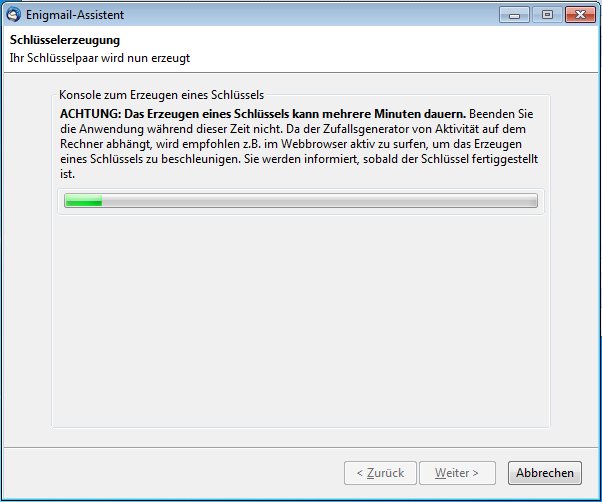 Enigmail-Assistent
Schlüsselerzeugung
Ihr Schlüsselpaar wird nun erzeugt
Konsole zum Erzeugen eines Schlüssels
ACHTUNG: Das Erzeugen eines Schlüssels kann mehrere Minuten dauern. Beenden Sie
die Anwendung während dieser Zeit nicht. Da der Zufallsgenerator von Aktivität auf dem
Rechner abhängt, wird empfohlen z.B. im Webbrowser aktiv zu surfen, um das Erzeugen
eines Schlüssels zu beschleunigen. Sie werden informiert, sobald der Schlüssel fertiggestellt
ist.
< Zurück Weiter > Abbrechen